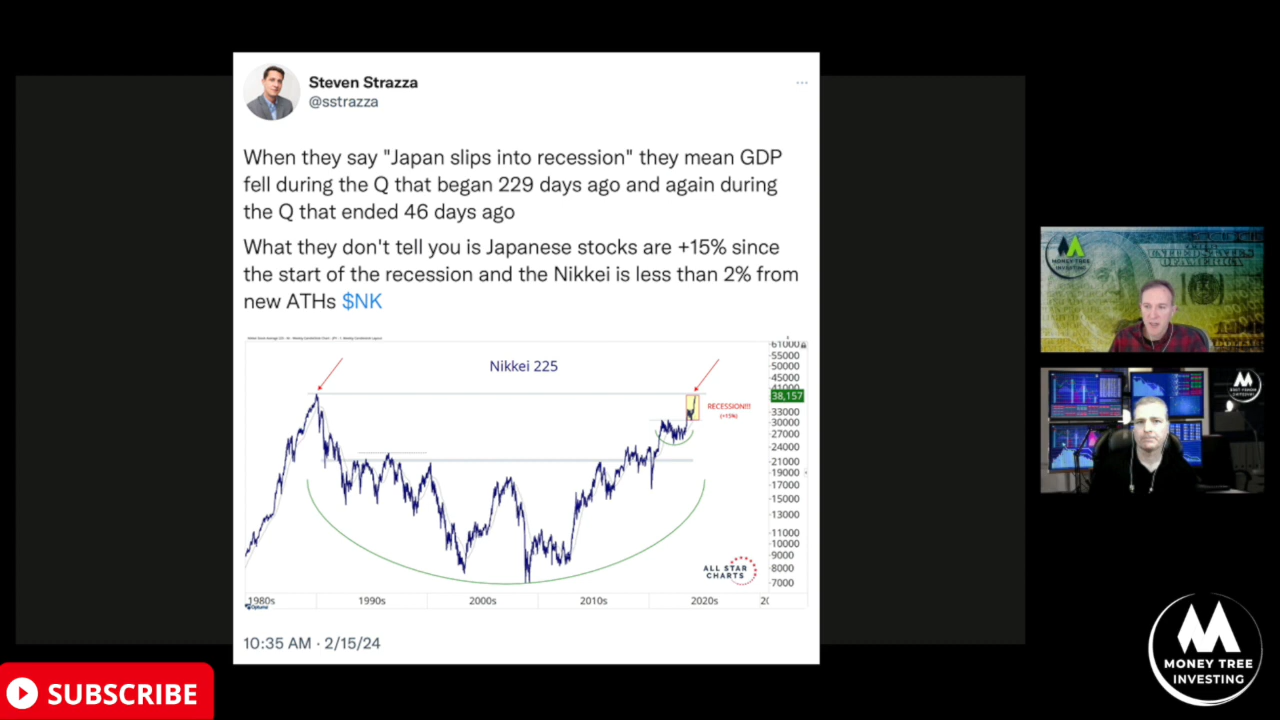 Steven Strazza
@sstrazza
When they say "Japan slips into recession" they mean GDP
fell during the Q that began 229 days ago and again during
the Q that ended 46 days ago
What they don't tell you is Japanese stocks are +15% since
the start of the recession and the Nikkei is less than 2% from
new ATHs $NK
Nikkei 225
61000
55000
50000
45000
41000
38,157
33000
30000
27000
24000
21000
19000
17000
15000
13000
11000
10000
9000
8000
7000
RECESSION!!!
(+15%)
ALL STAR
CHARTS
1980s
1990s
2000s
2010s
2020s
Optuma
10:35 AM · 2/15/24
MONEY TREE
INVESTING
SUBSCRIBE
MONEY TREE
INVESTING